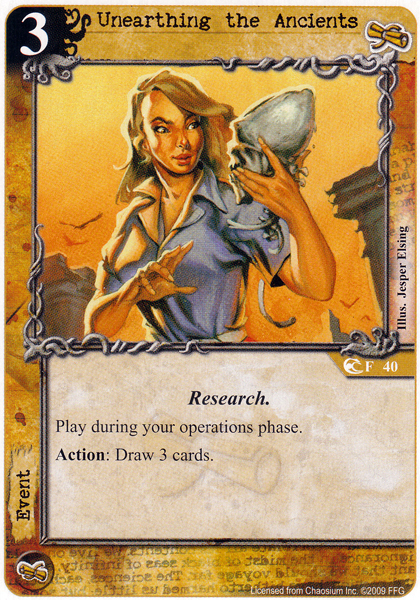 3
Unearthing the Ancients
Illus. Jesper Elsing
F 40
Research.
Play during your operations phase.
Action: Draw 3 cards.
Event
Licensed from Chaosium Inc. ©2009 FFG